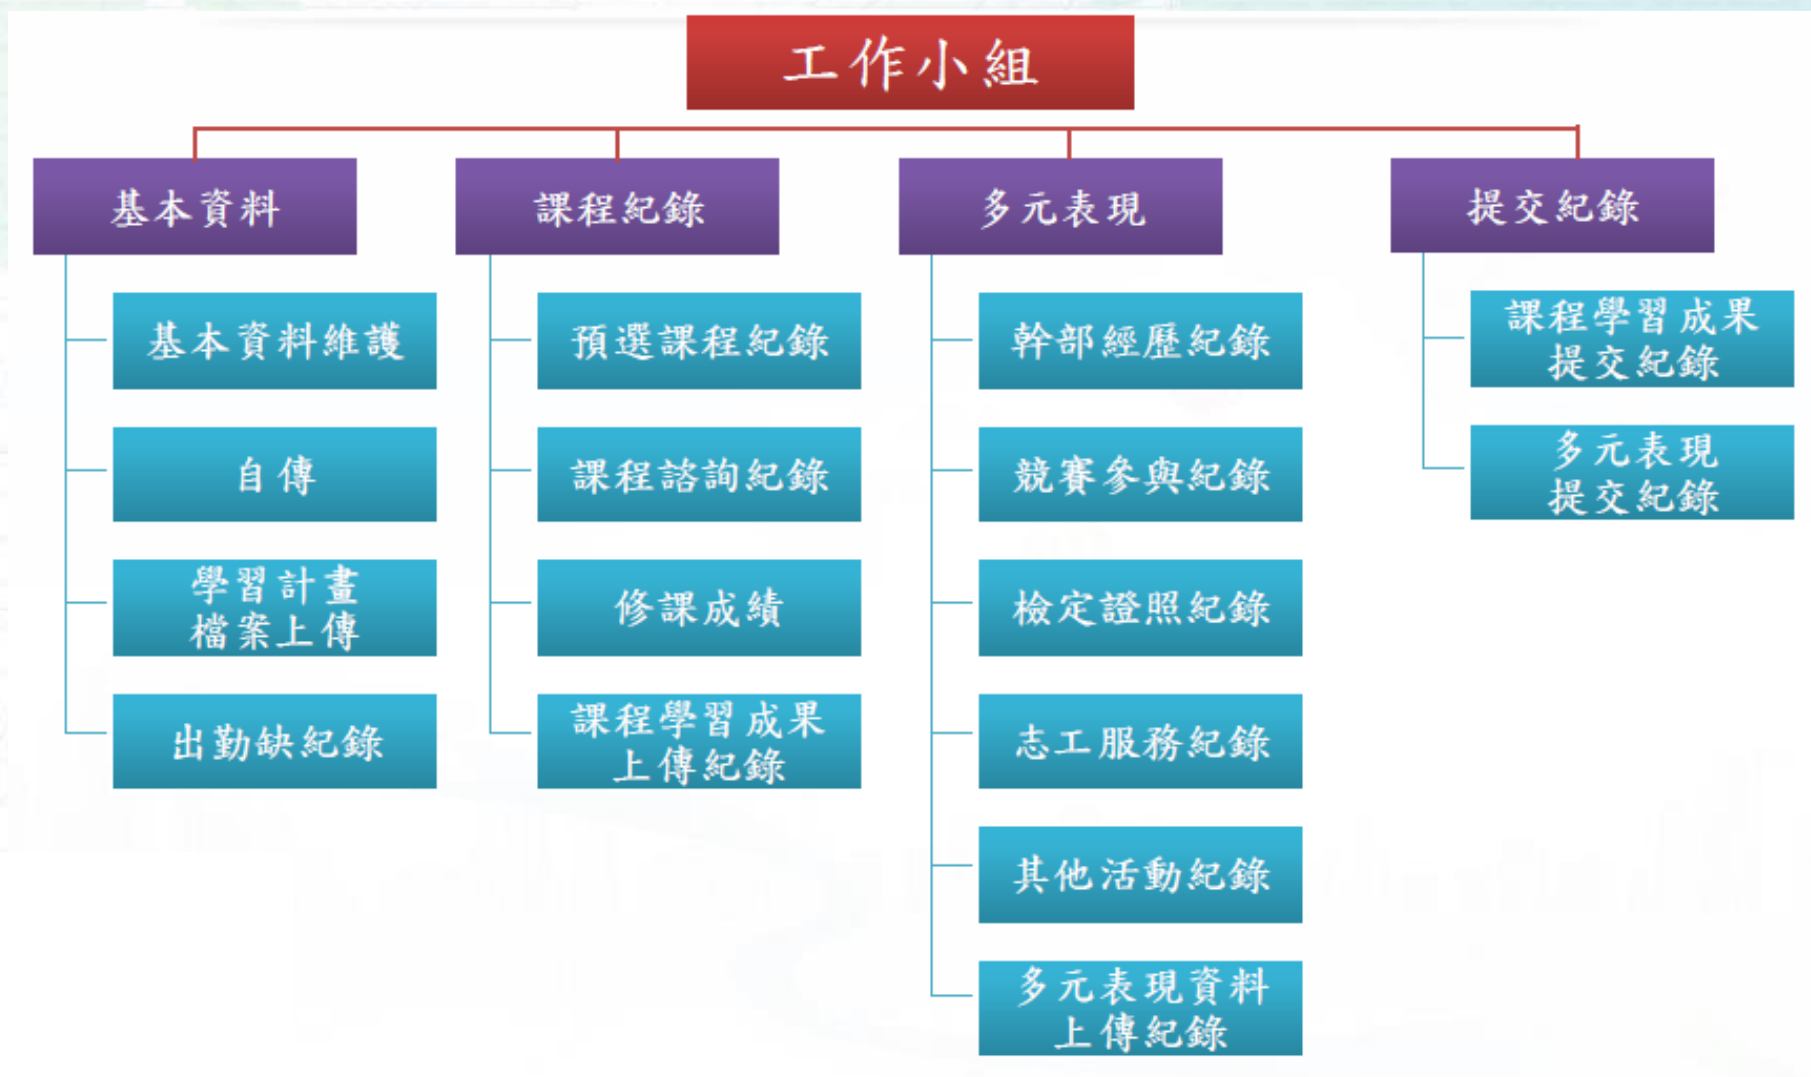 工作小組
基本資料
基本資料維護
自傳
學習計畫
檔案上傳
出勤缺紀錄
課程紀錄
預選課程紀錄
課程諮詢紀錄
修課成績
課程學習成果
上傳紀錄
多元表現
幹部經歷紀錄
競賽參與紀錄
檢定證照紀錄
志工服務紀錄
其他活動紀錄
多元表現資料
上傳紀錄
提交紀錄
課程學習成果
提交紀錄
多元表現
提交紀錄